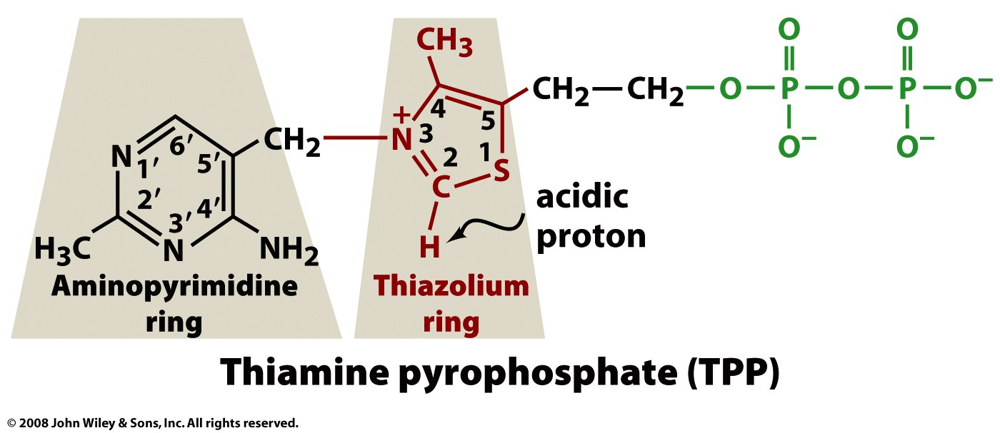 CH₃
O O
CH₂—CH₂—O—P—O—P—O⁻
+
4
5
N 3
6′
CH₂
N
1′
5′
2
1
O⁻ O⁻
S
C
2′
4′
3′
acidic
proton
H₃C
N
NH₂
H
Aminopyrimidine
ring
Thiazolium
ring
Thiamine pyrophosphate (TPP)
© 2008 John Wiley & Sons, Inc. All rights reserved.